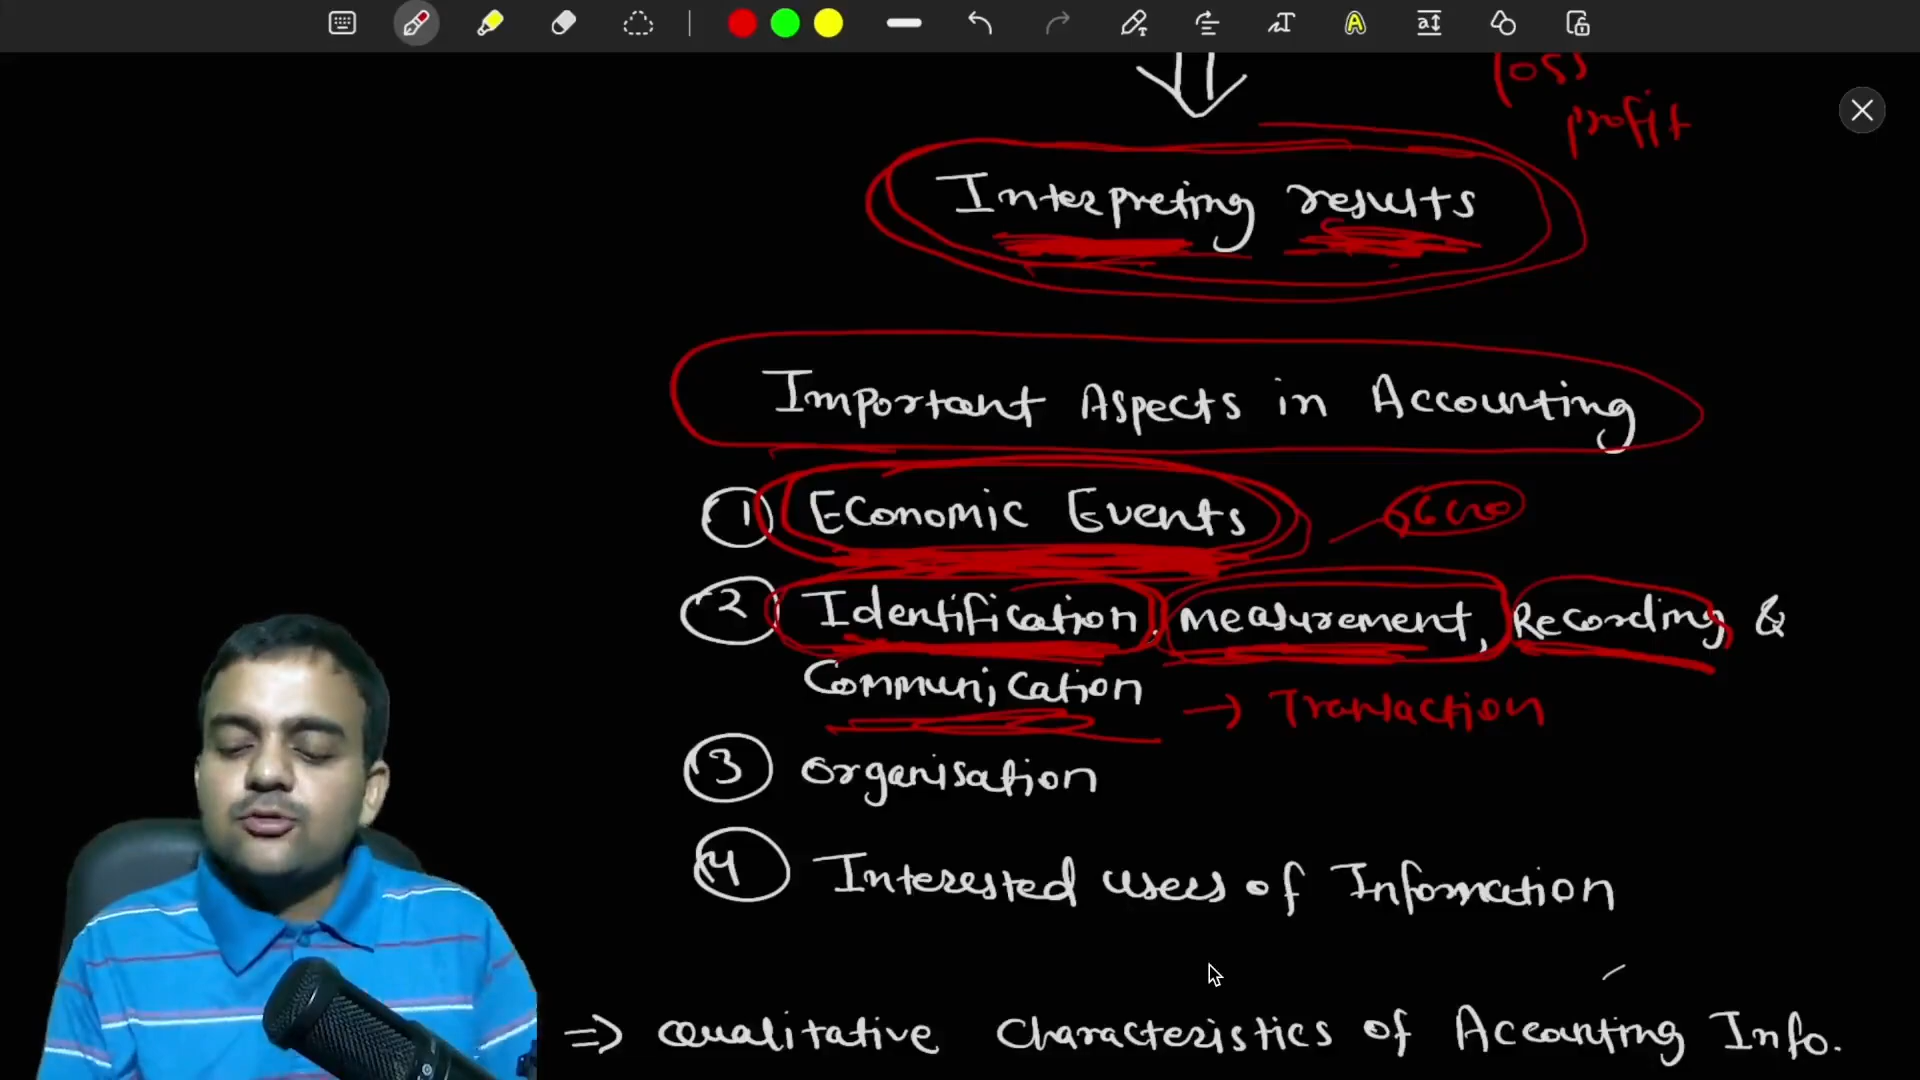 loss
profit
Interpreting results
Important Aspects in Accounting
① Economic Events
② Identification, Measurement, Recording &
Communication → Transaction
③ Organisation
④ Interested users of Information
⇒ Qualitative Characteristics of Accounting Info.